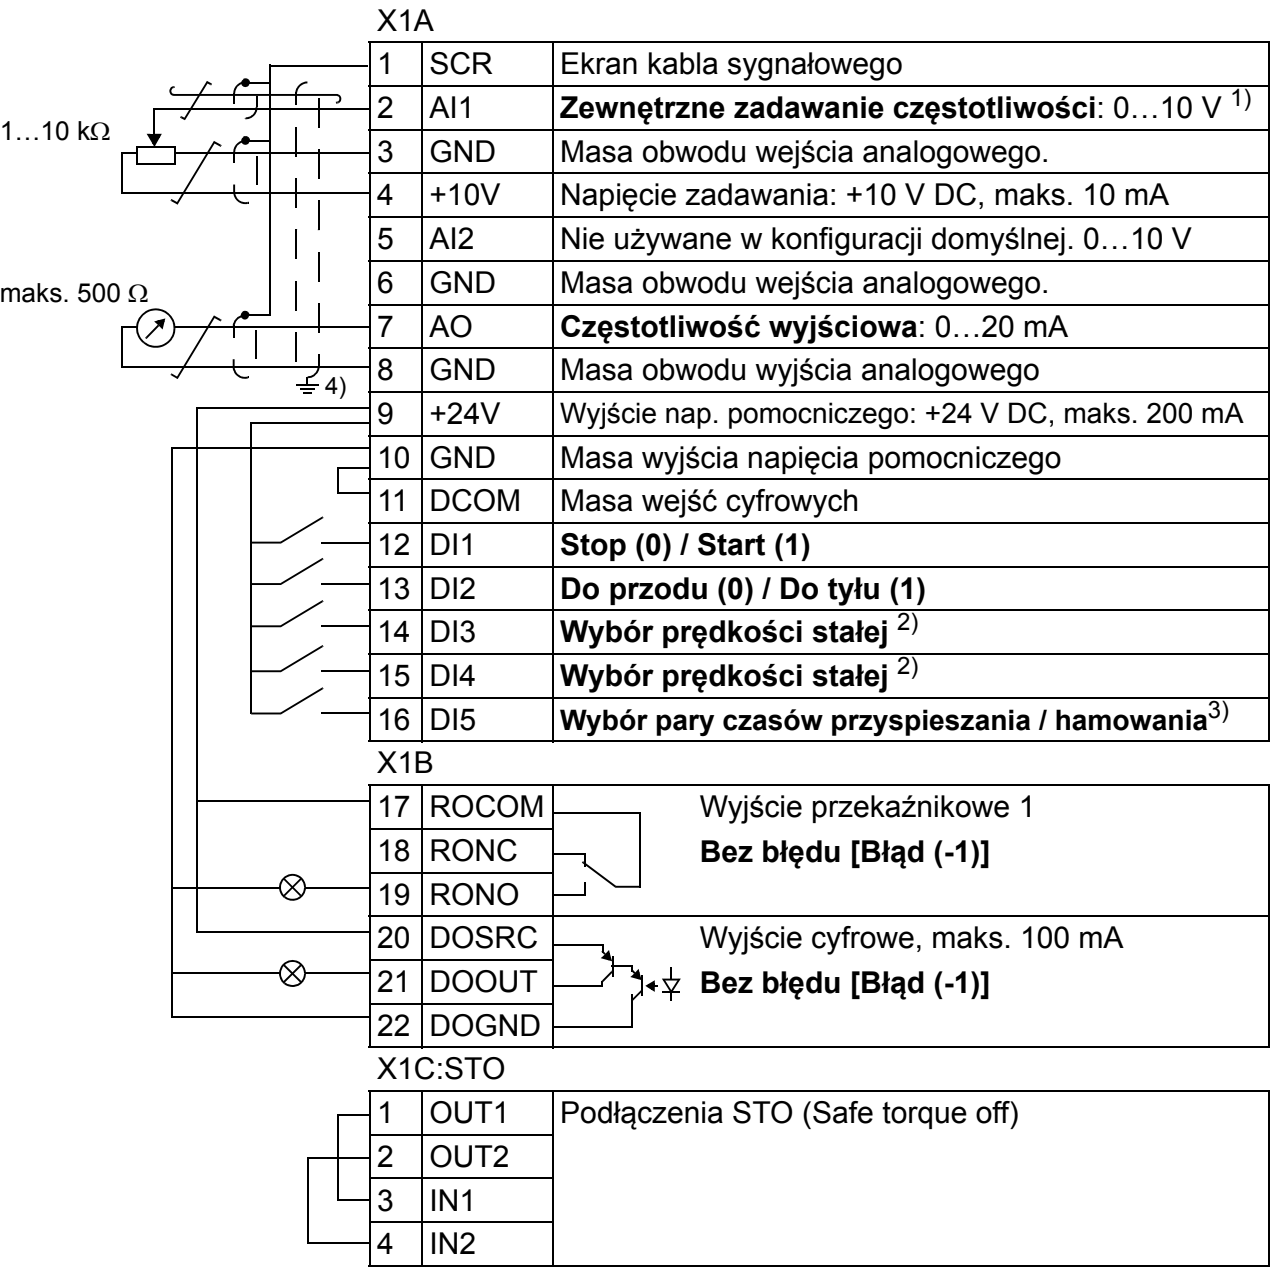 X1A
1 SCR Ekran kabla sygnałowego
2 AI1 Zewnętrzne zadawanie częstotliwości: 0…10 V 1)
1…10 kΩ
3 GND Masa obwodu wejścia analogowego.
4 +10V Napięcie zadawania: +10 V DC, maks. 10 mA
5 AI2 Nie używane w konfiguracji domyślnej. 0…10 V
6 GND Masa obwodu wejścia analogowego.
maks. 500 Ω
7 AO Częstotliwość wyjściowa: 0…20 mA
8 GND Masa obwodu wyjścia analogowego
4)
9 +24V Wyjście nap. pomocniczego: +24 V DC, maks. 200 mA
10 GND Masa wyjścia napięcia pomocniczego
11 DCOM Masa wejść cyfrowych
12 DI1 Stop (0) / Start (1)
13 DI2 Do przodu (0) / Do tyłu (1)
14 DI3 Wybór prędkości stałej 2)
15 DI4 Wybór prędkości stałej 2)
16 DI5 Wybór pary czasów przyspieszania / hamowania3)
X1B
17 ROCOM Wyjście przekaźnikowe 1
18 RONC Bez błędu [Błąd (-1)]
19 RONO
20 DOSRC Wyjście cyfrowe, maks. 100 mA
21 DOOUT Bez błędu [Błąd (-1)]
22 DOGND
X1C:STO
1 OUT1 Podłączenia STO (Safe torque off)
2 OUT2
3 IN1
4 IN2